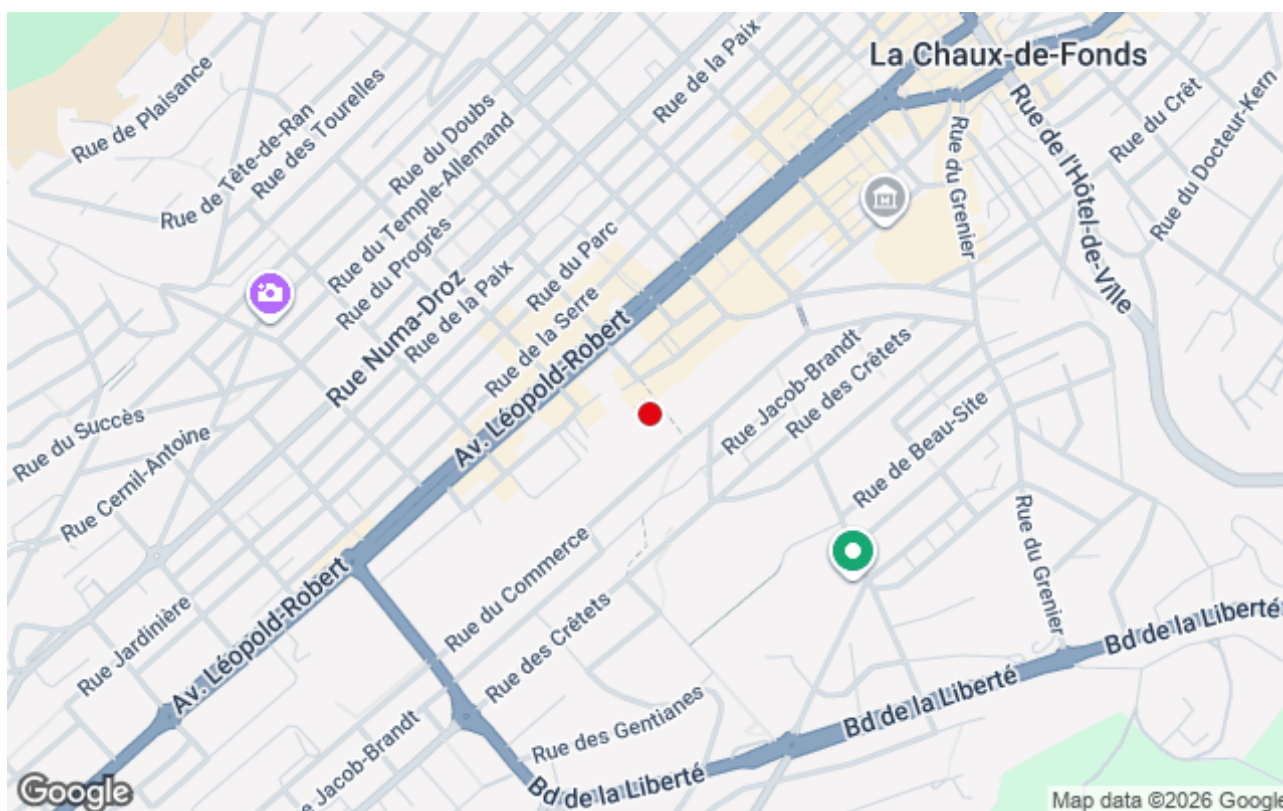 La Chaux-de-Fonds
Rue de Plaisance
Rue de Tête-de-Ran
Rue des Tourelles
Rue du Doubs
Rue du Temple-Allemand
Rue du Progrès
Rue de la Paix
Rue Numa-Droz
Rue de la Paix
Rue du Parc
Rue de la Serre
Rue du Grenier
Rue de l'Hôtel-de-Ville
Rue du Crêt
Rue du Docteur-Kern
Av. Léopold-Robert
Rue du Succès
Rue Cernil-Antoine
Rue Jacob-Brandt
Rue des Crêtets
Rue de Beau-Site
Rue du Grenier
Rue du Commerce
Rue des Crêtets
Rue Jardinière
Av. Léopold-Robert
Rue des Gentianes
Bd de la Liberté
Bd de la Liberté
Bd de la Liberté
e Jacob-Brandt
Google
Map data ©2026 Google